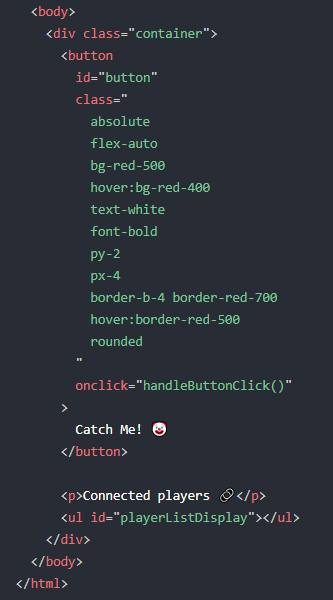 <body>
<div class="container">
<button
id="button"
class="
absolute
flex-auto
bg-red-500
hover:bg-red-400
text-white
font-bold
py-2
px-4
border-b-4 border-red-700
hover:border-red-500
rounded
"
onclick="handleButtonClick()"
>
Catch Me! 🤡
</button>
<p>Connected players 🔗</p>
<ul id="playerListDisplay"></ul>
</div>
</body>
</html>